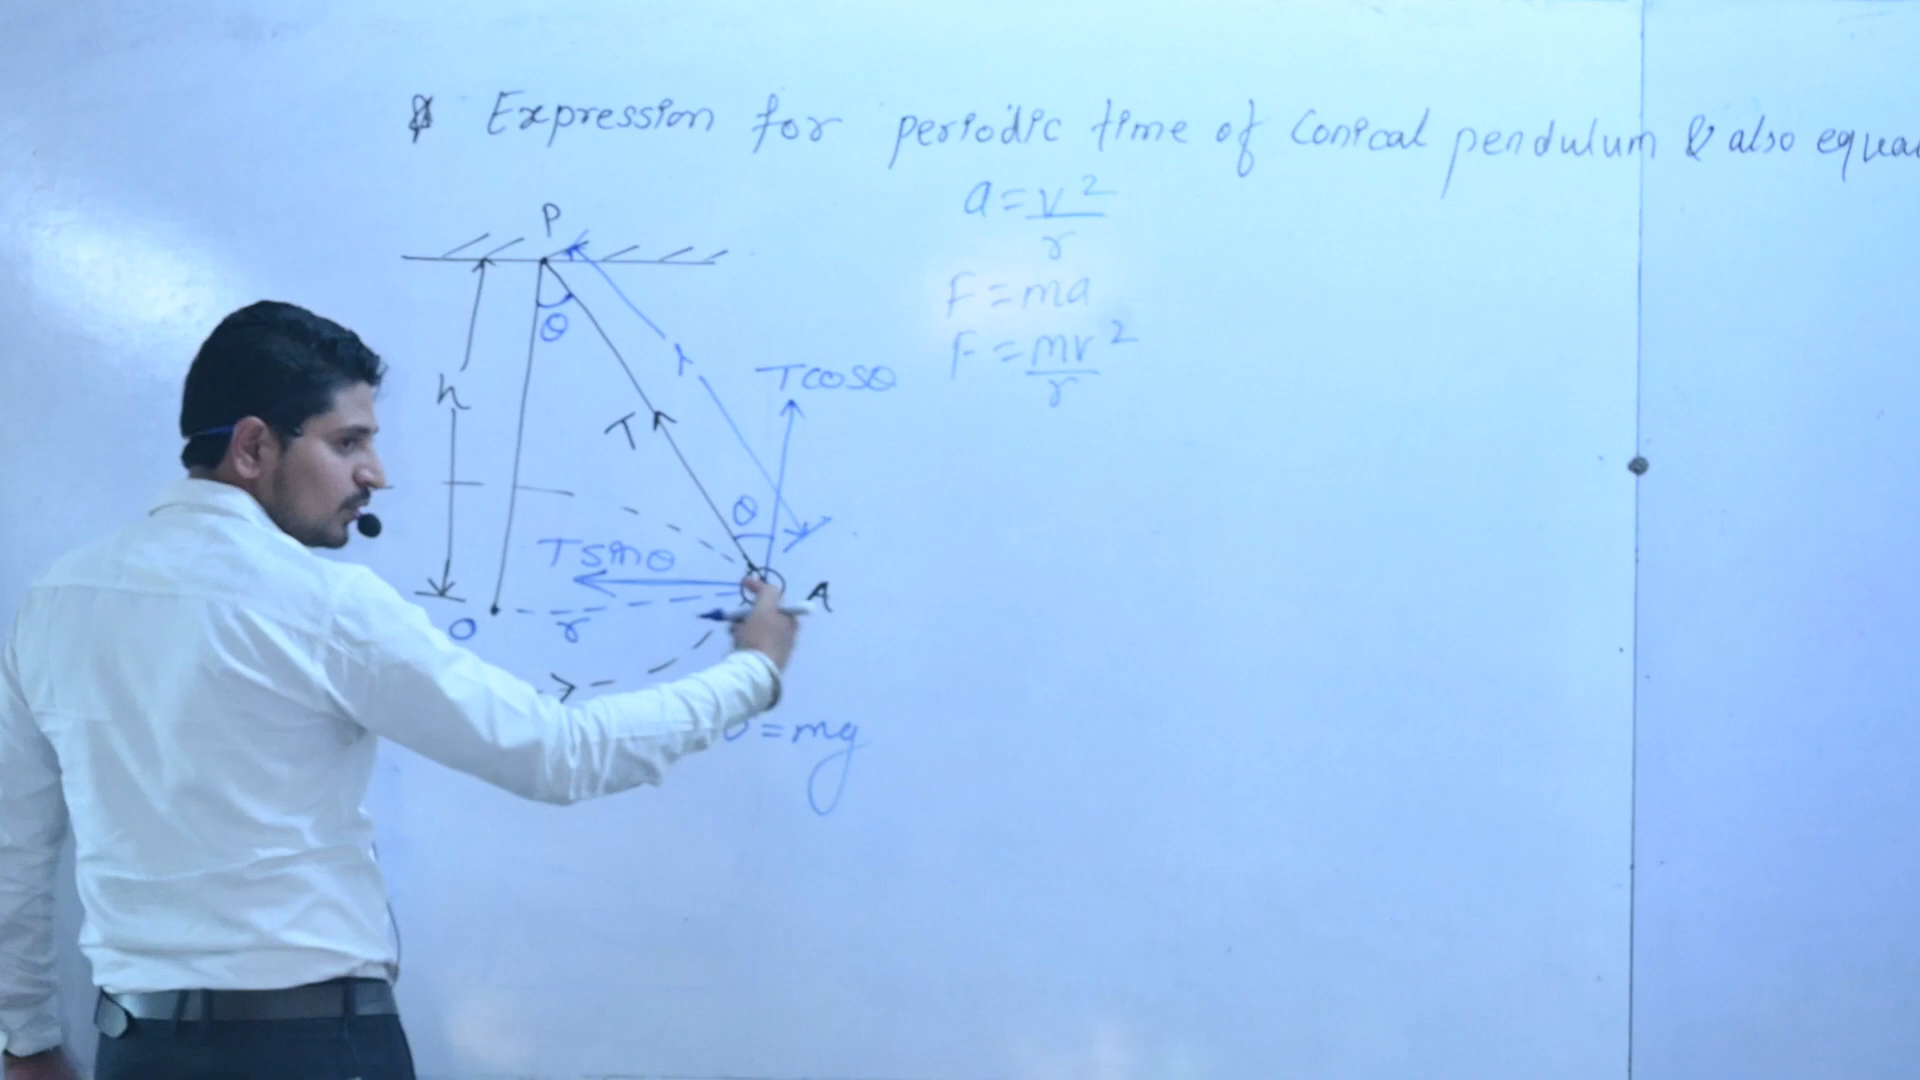 Expression for periodic time of Conical pendulum & also equa
a = v²/r
F = ma
F = mv²/r
P
θ
h
l
T
Tcosθ
θ
Tsinθ
A
O
r
= mg